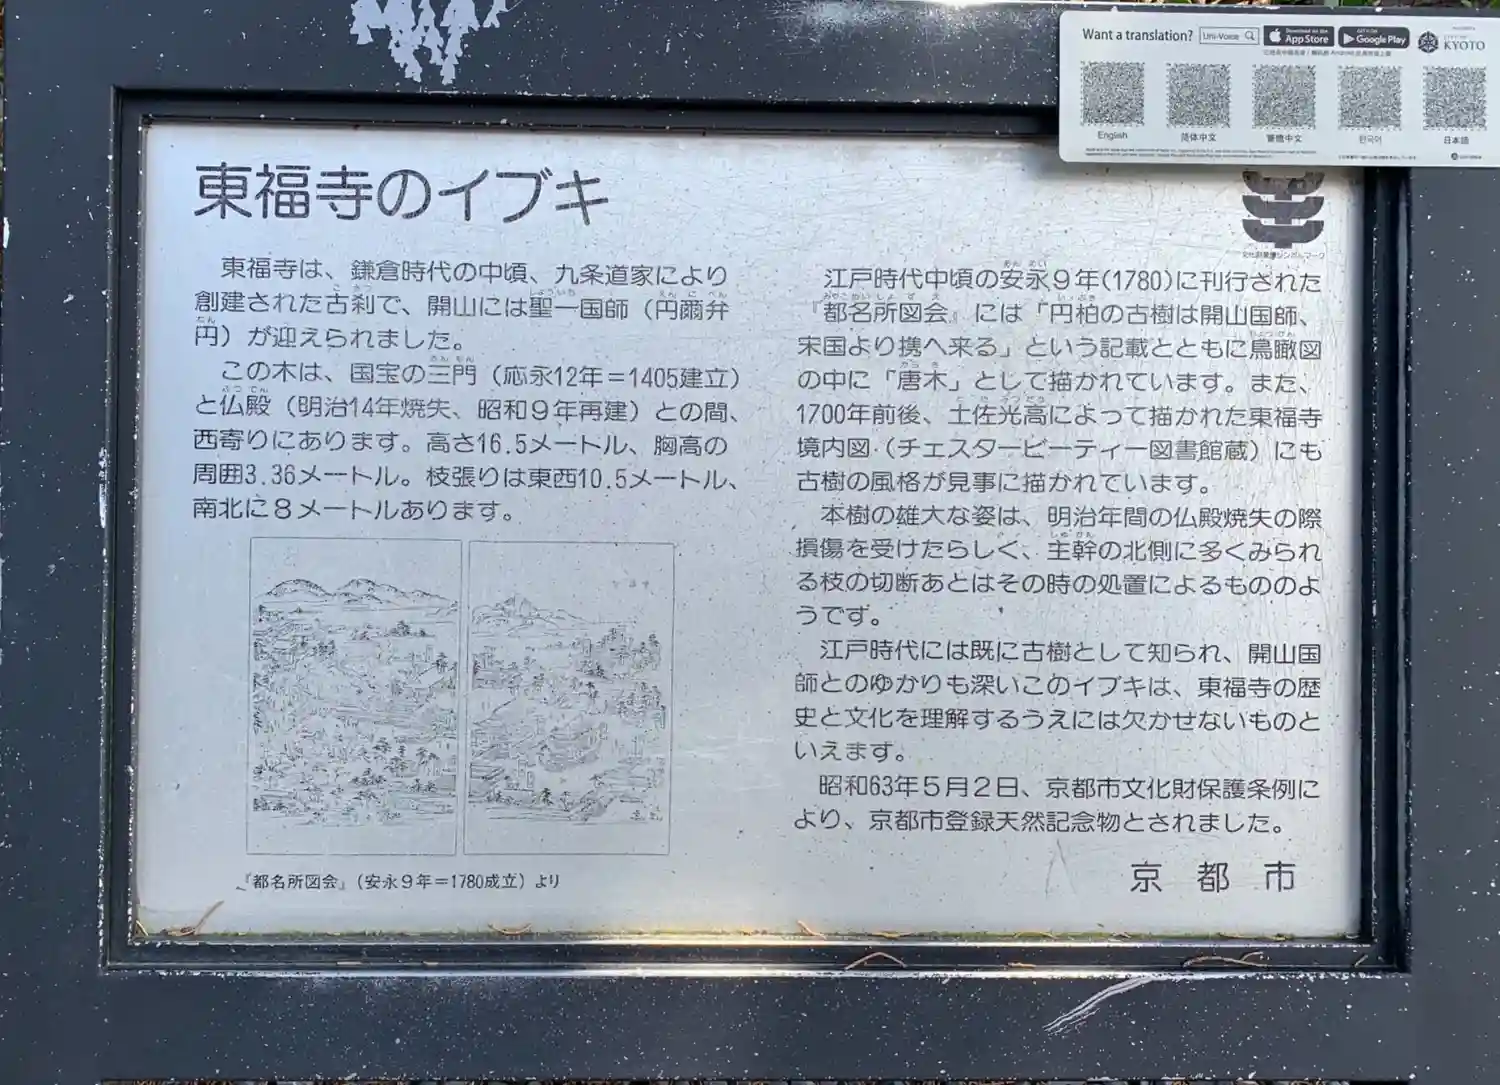 Want a translation?
Uni-Voice
Download on the
App Store
GET IT ON
Google Play
KYOTO
English
简体中文
繁體中文
한국어
日本語
東福寺のイブキ
東福寺は、鎌倉時代の中頃、九条道家により
創建された古刹で、開山には聖一国師（円爾弁
円）が迎えられました。
この木は、国宝の三門（応永12年＝1405建立）
と仏殿（明治14年焼失、昭和９年再建）との間、
西寄りにあります。高さ16.5メートル、胸高の
周囲3.36メートル。枝張りは東西10.5メートル、
南北に８メートルあります。
『都名所図会』（安永９年＝1780成立）より
文化財愛護シンボルマーク
江戸時代中頃の安永９年(1780)に刊行された
『都名所図会』には「円柏の古樹は開山国師、
宋国より携へ来る」という記載とともに鳥瞰図
の中に「唐木」として描かれています。また、
1700年前後、土佐光高によって描かれた東福寺
境内図（チェスタービーティー図書館蔵）にも
古樹の風格が見事に描かれています。
本樹の雄大な姿は、明治年間の仏殿焼失の際
損傷を受けたらしく、主幹の北側に多くみられ
る枝の切断あとはその時の処置によるもののよ
うです。
江戸時代には既に古樹として知られ、開山国
師とのゆかりも深いこのイブキは、東福寺の歴
史と文化を理解するうえには欠かせないものと
いえます。
昭和63年５月２日、京都市文化財保護条例に
より、京都市登録天然記念物とされました。
京都市